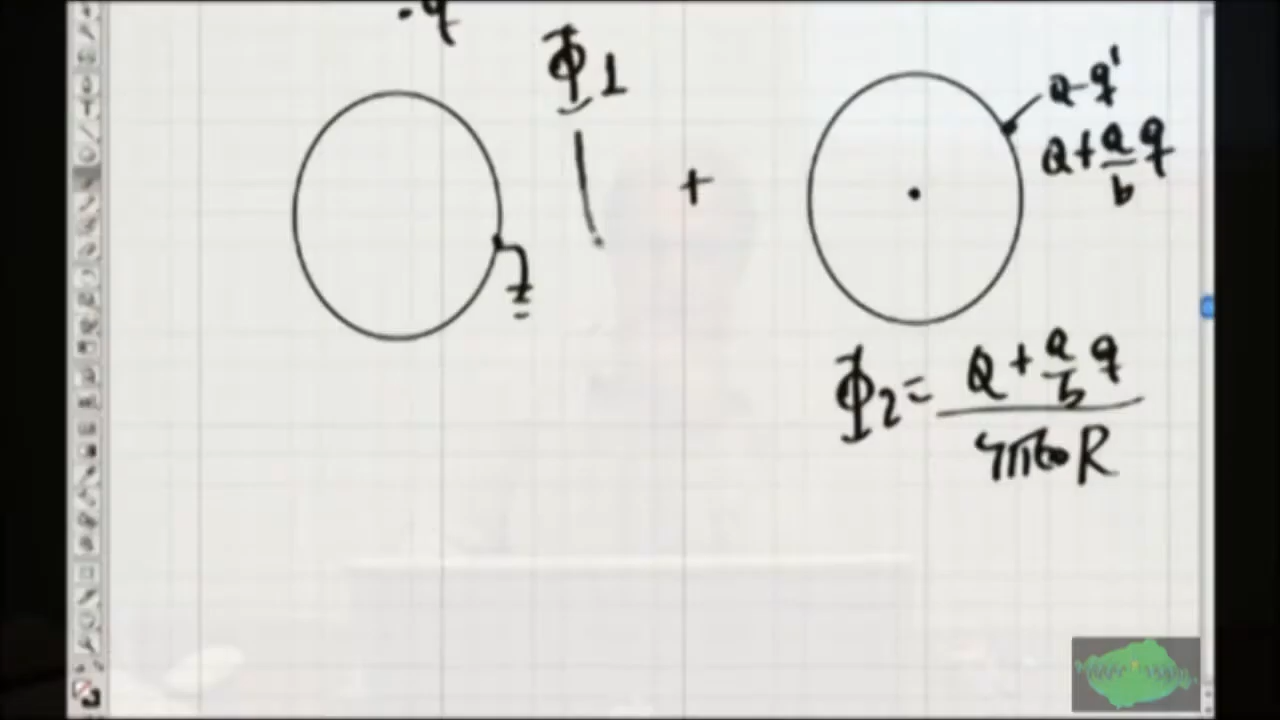 ·q
Φ1
+
Q-q'
Q+a/b q
Φ2= (Q+a/b q)/(4πϵ0R)